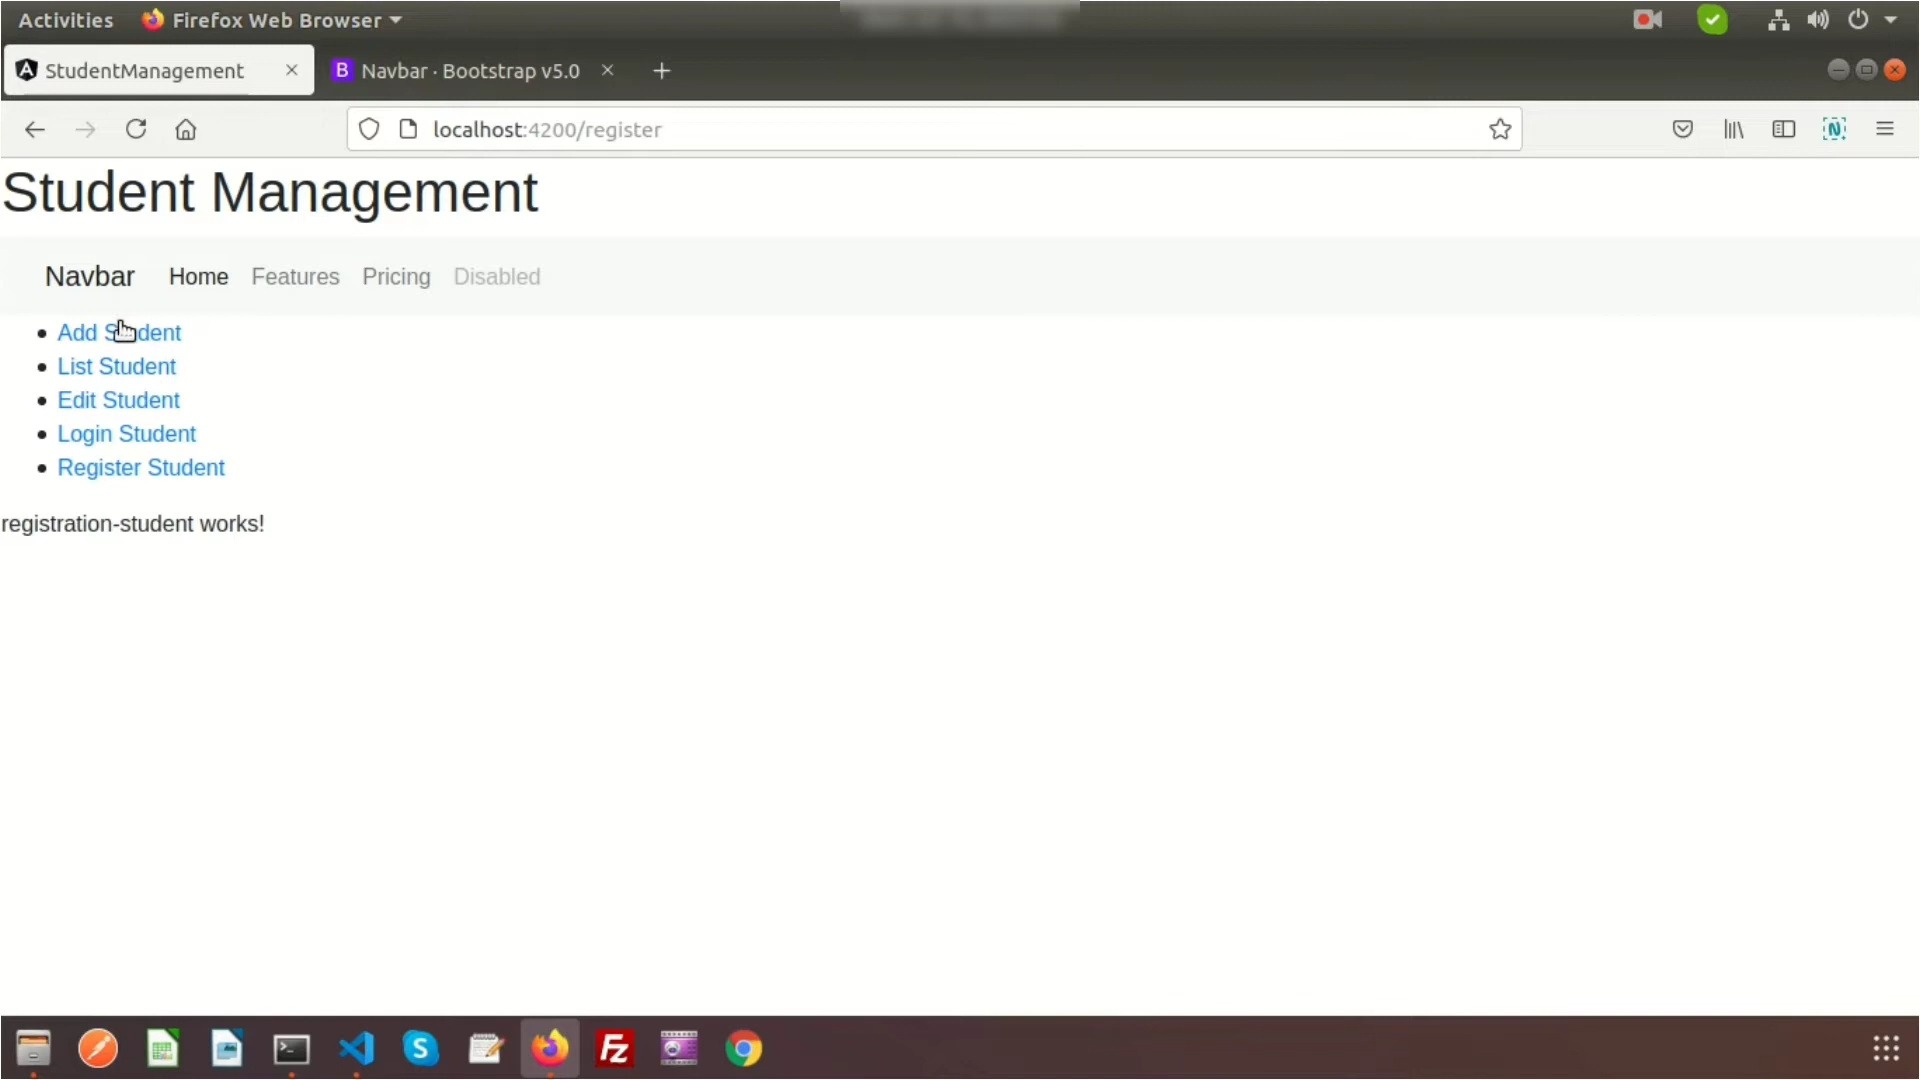 Activities Firefox Web Browser
StudentManagement Navbar · Bootstrap v5.0
localhost:4200/register
Student Management
Navbar Home Features Pricing Disabled
Add Student
List Student
Edit Student
Login Student
Register Student
registration-student works!